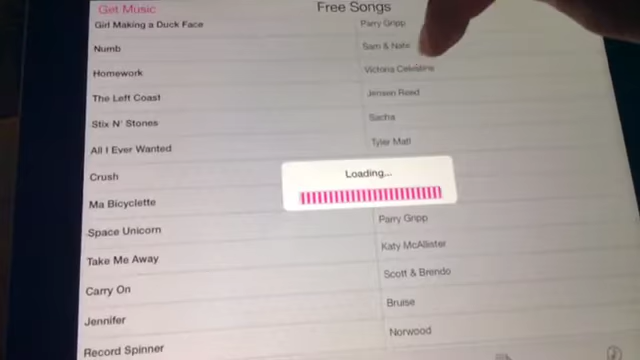 Get Music
Free Songs
Girl Making a Duck Face
Parry Gripp
Numb
Sam & Nate
Homework
Victoria Celestine
The Left Coast
Jensen Reed
Stix N' Stones
Sacha
All I Ever Wanted
Tyler Matl
Crush
Loading...
Ma Bicyclette
Parry Gripp
Space Unicorn
Katy McAllister
Take Me Away
Scott & Brendo
Carry On
Bruise
Jennifer
Norwood
Record Spinner